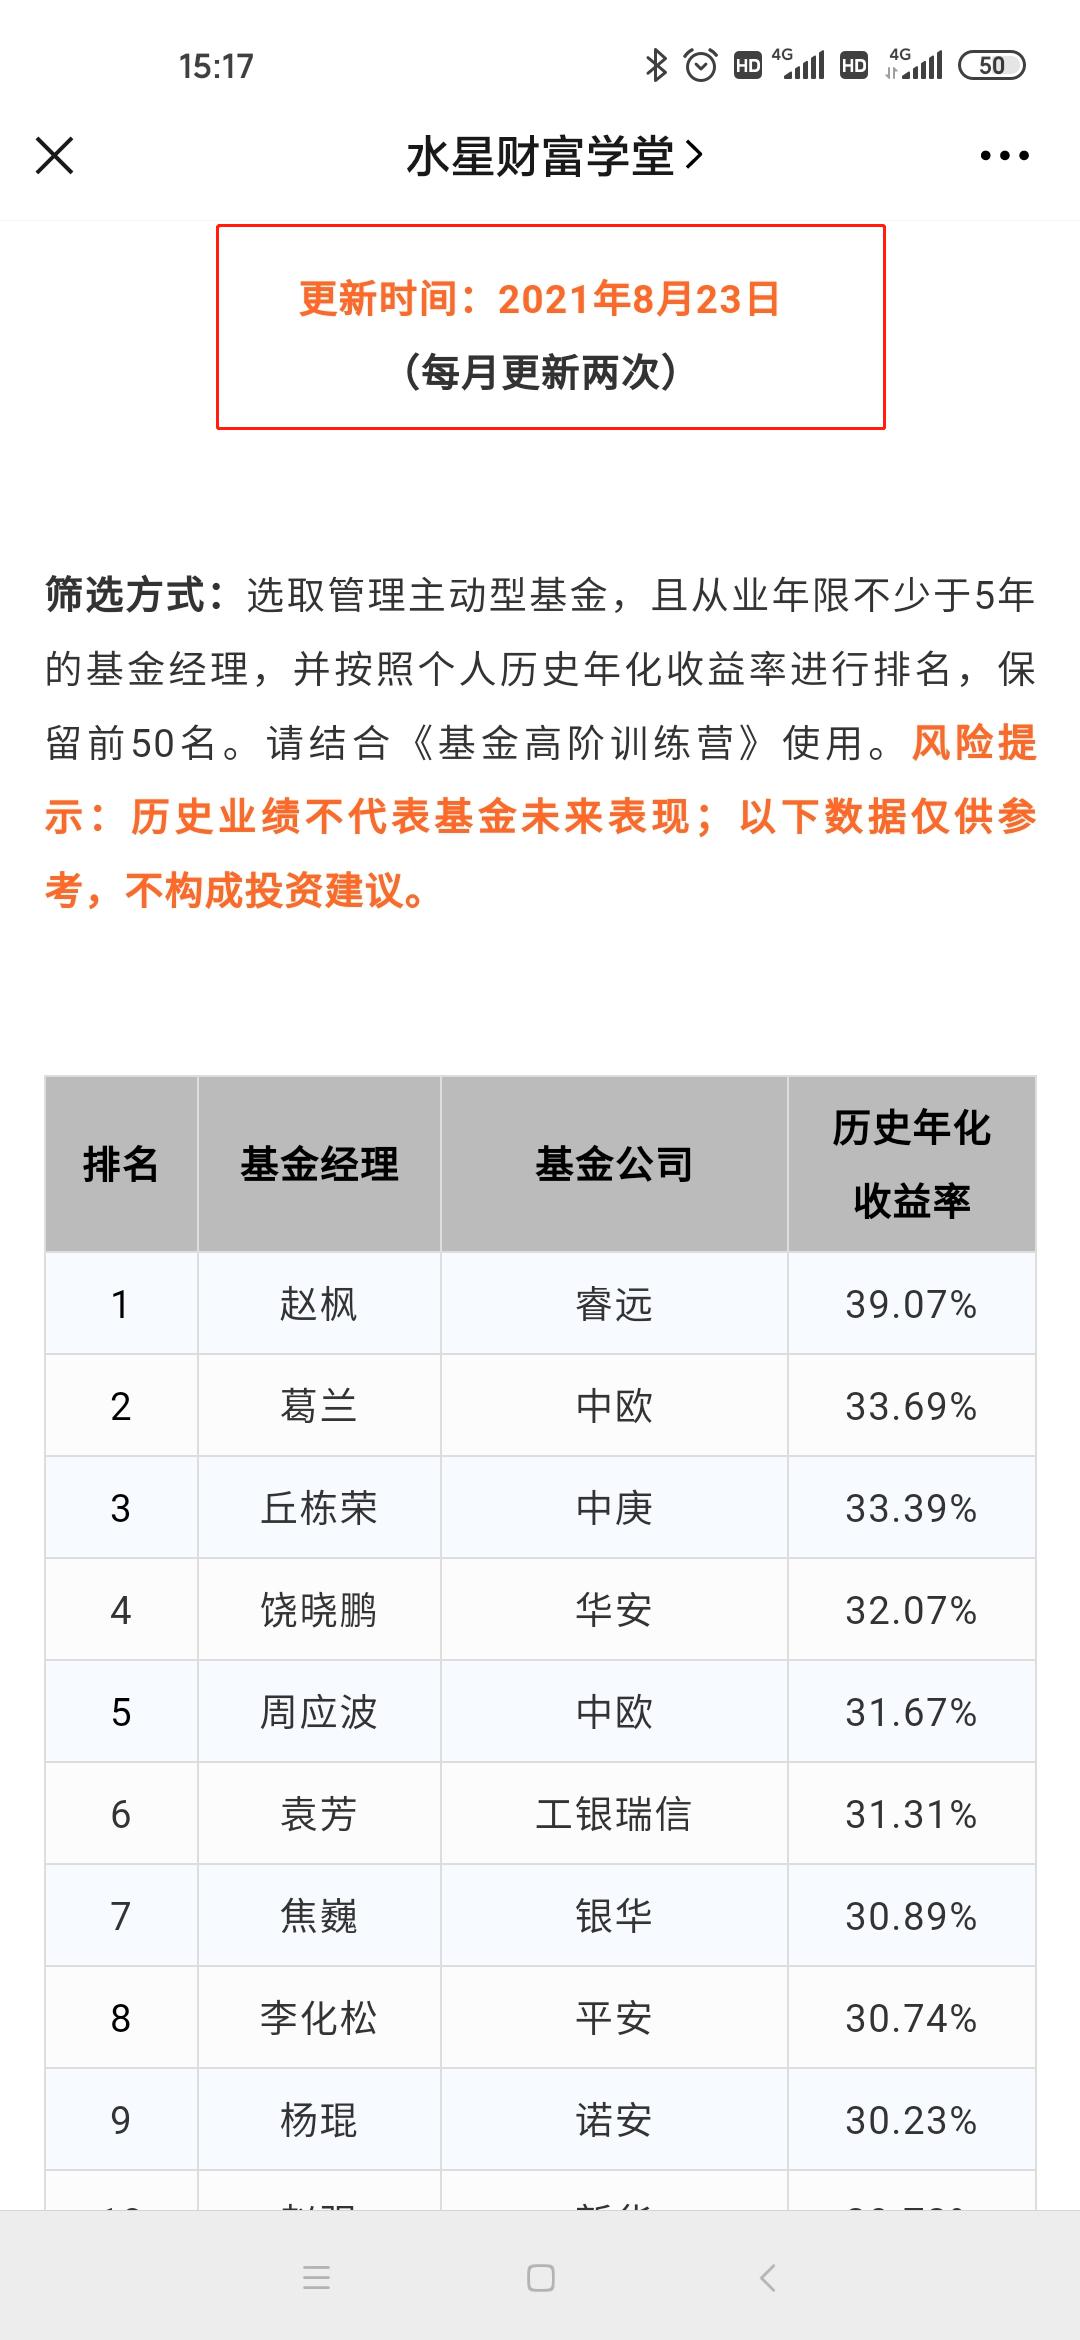 15:17
HD 4G HD 4G 50
水星财富学堂
更新时间：2021年8月23日
（每月更新两次）
筛选方式：选取管理主动型基金，且从业年限不少于5年
的基金经理，并按照个人历史年化收益率进行排名，保
留前50名。请结合《基金高阶训练营》使用。风险提
示：历史业绩不代表基金未来表现；以下数据仅供参
考，不构成投资建议。
排名 基金经理 基金公司 历史年化
收益率
1 赵枫 睿远 39.07%
2 葛兰 中欧 33.69%
3 丘栋荣 中庚 33.39%
4 饶晓鹏 华安 32.07%
5 周应波 中欧 31.67%
6 袁芳 工银瑞信 31.31%
7 焦巍 银华 30.89%
8 李化松 平安 30.74%
9 杨琨 诺安 30.23%